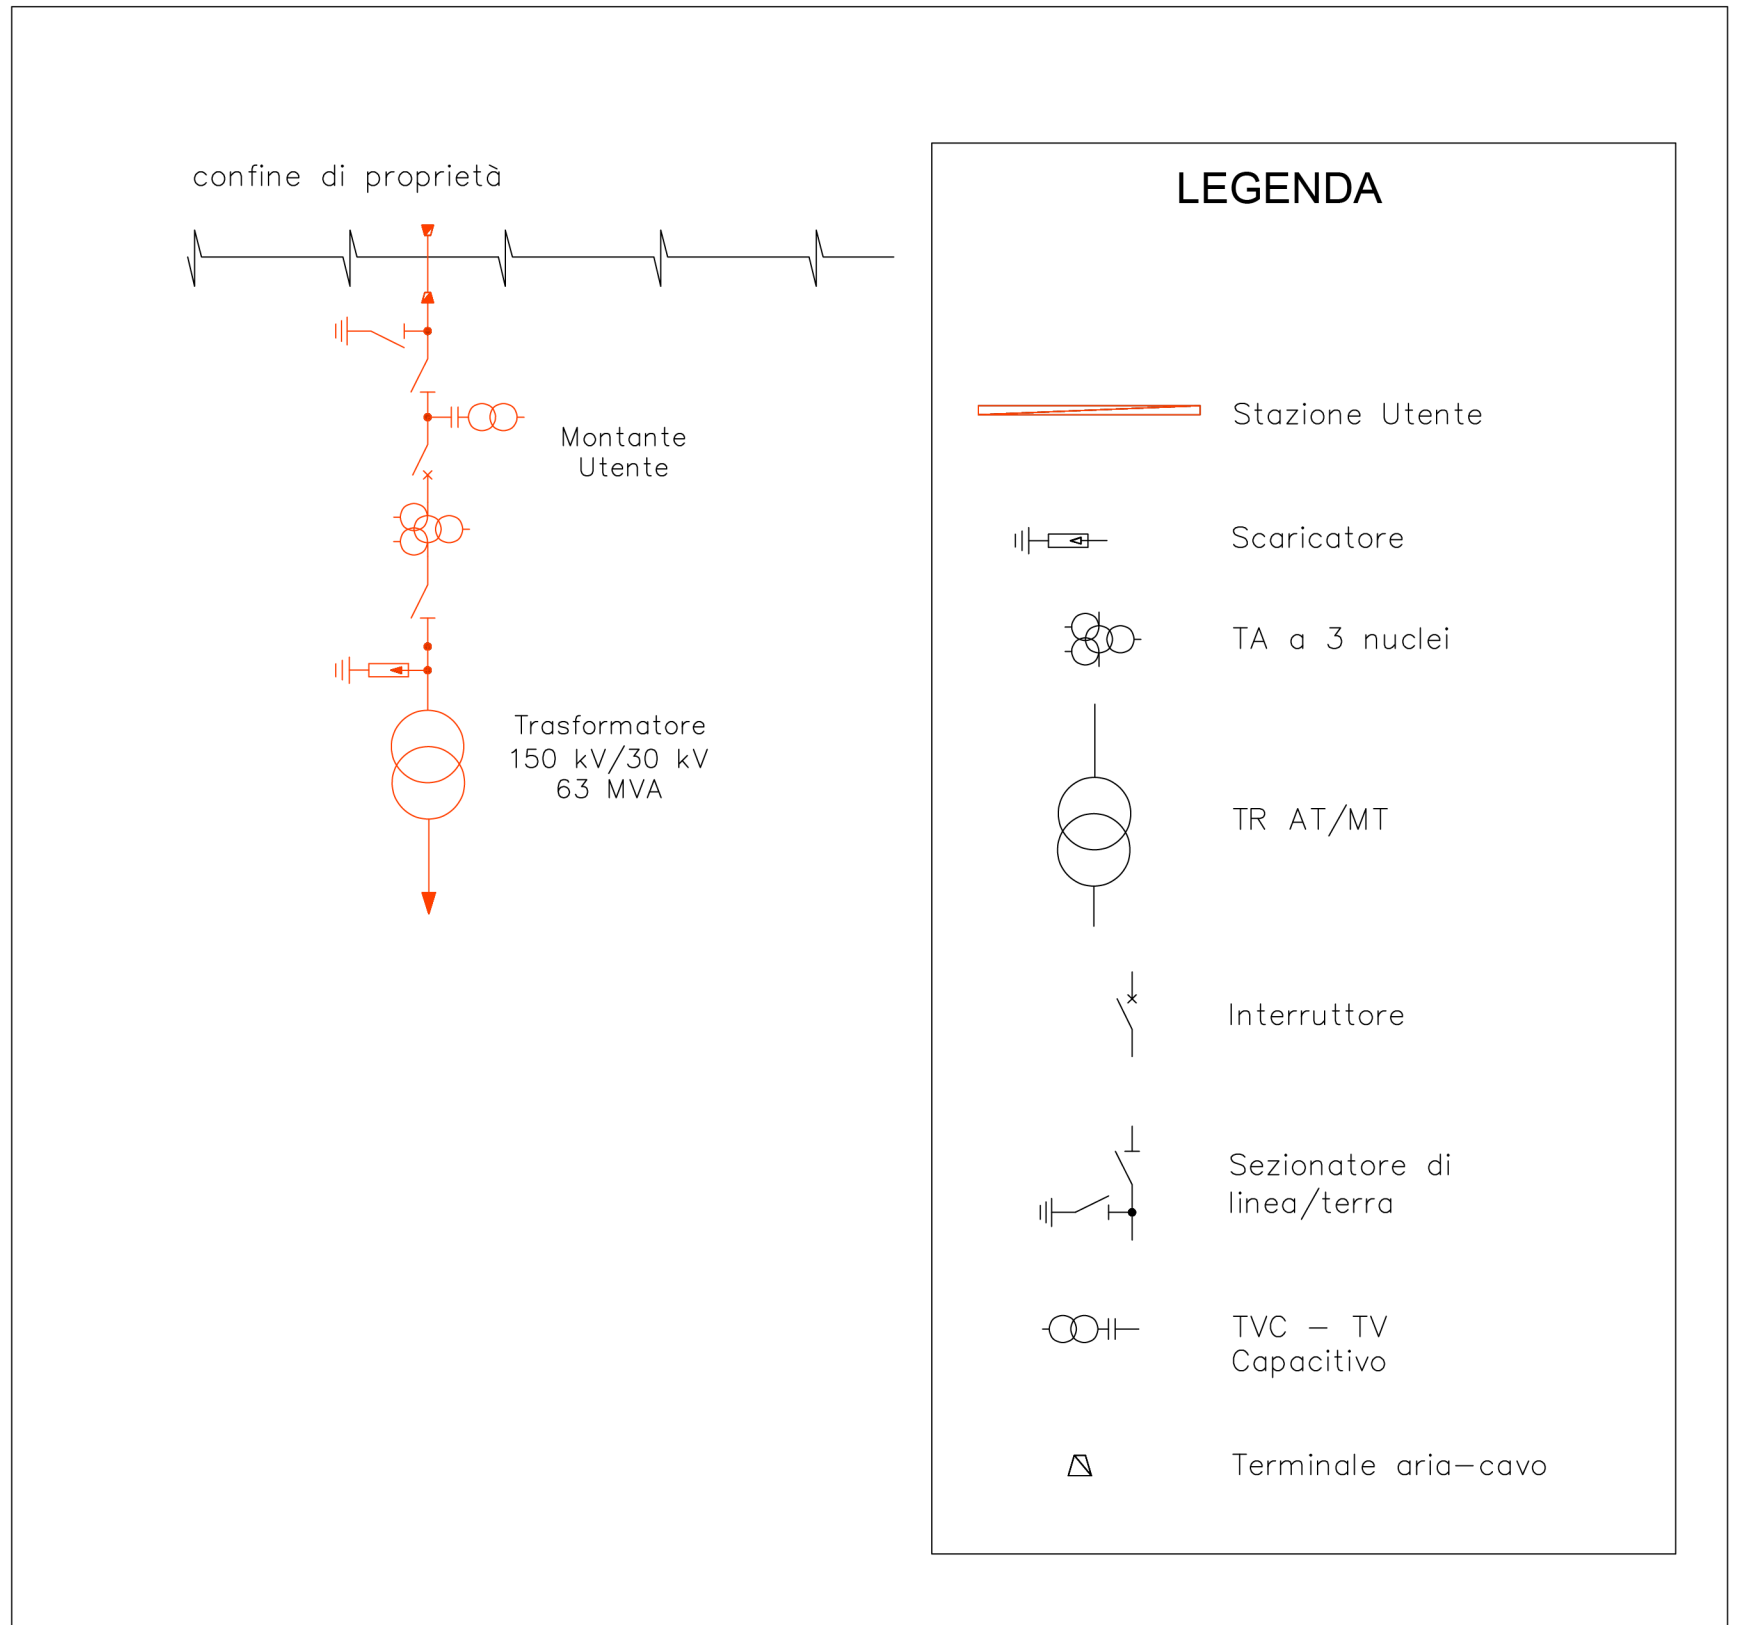 confine di proprietà
Montante
Utente
Trasformatore
150 kV/30 kV
63 MVA
LEGENDA
Stazione Utente
Scaricatore
TA a 3 nuclei
TR AT/MT
Interruttore
Sezionatore di
linea/terra
TVC – TV
Capacitivo
Terminale aria–cavo